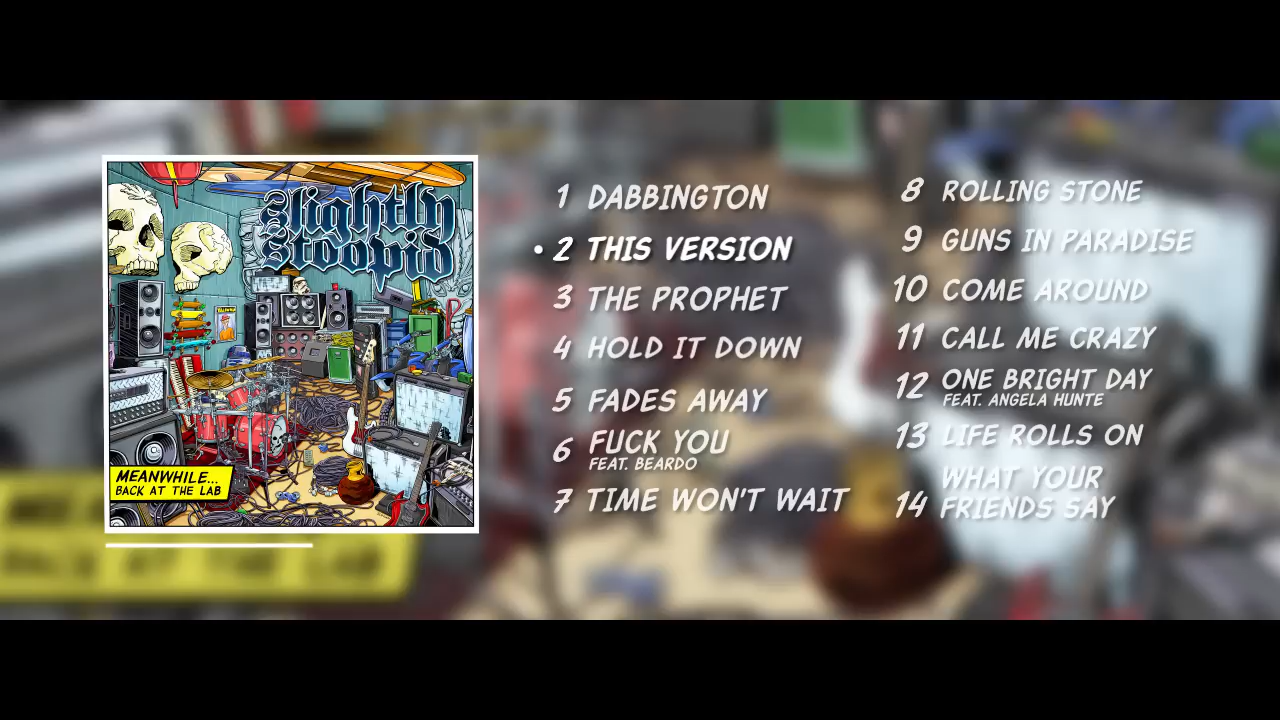 slightly
stoopid
MEANWHILE...
BACK AT THE LAB
1 DABBINGTON
• 2 THIS VERSION
3 THE PROPHET
4 HOLD IT DOWN
5 FADES AWAY
6 FUCK YOU
FEAT. BEARDO
7 TIME WON'T WAIT
8 ROLLING STONE
9 GUNS IN PARADISE
10 COME AROUND
11 CALL ME CRAZY
12 ONE BRIGHT DAY
FEAT. ANGELA HUNTE
13 LIFE ROLLS ON
WHAT YOUR
14 FRIENDS SAY